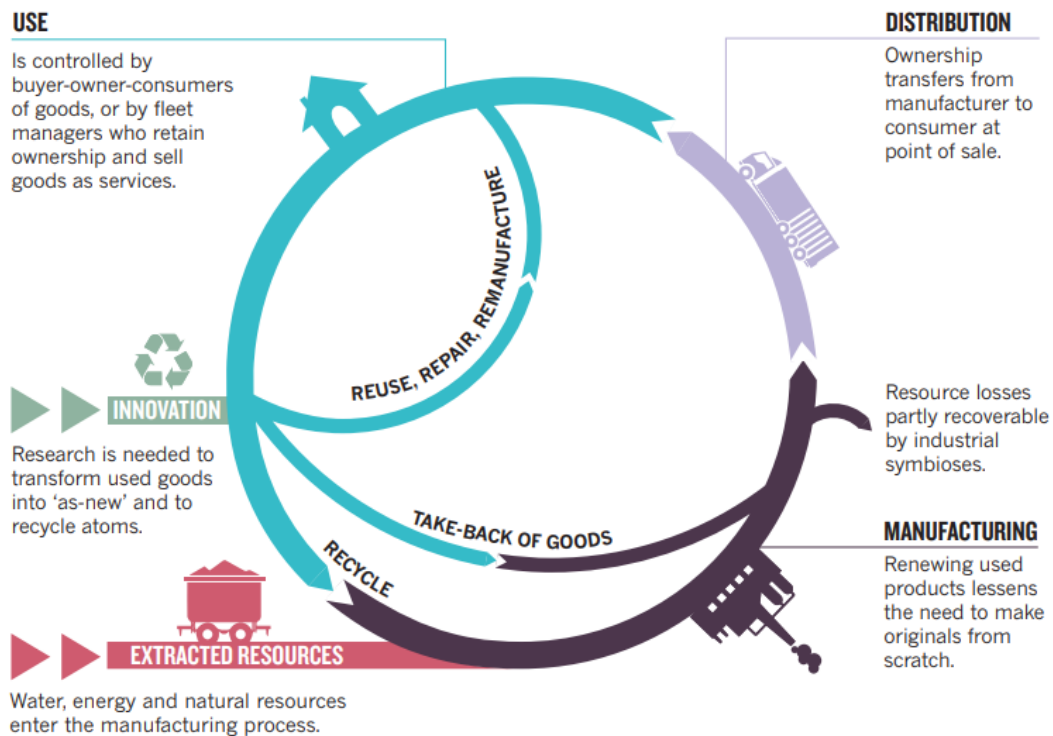 USE
Is controlled by
buyer-owner-consumers
of goods, or by fleet
managers who retain
ownership and sell
goods as services.
DISTRIBUTION
Ownership
transfers from
manufacturer to
consumer at
point of sale.
REUSE, REPAIR, REMANUFACTURE
INNOVATION
Research is needed to
transform used goods
into ‘as-new’ and to
recycle atoms.
Resource losses
partly recoverable
by industrial
symbioses.
TAKE-BACK OF GOODS
RECYCLE
MANUFACTURING
Renewing used
products lessens
the need to make
originals from
scratch.
EXTRACTED RESOURCES
Water, energy and natural resources
enter the manufacturing process.